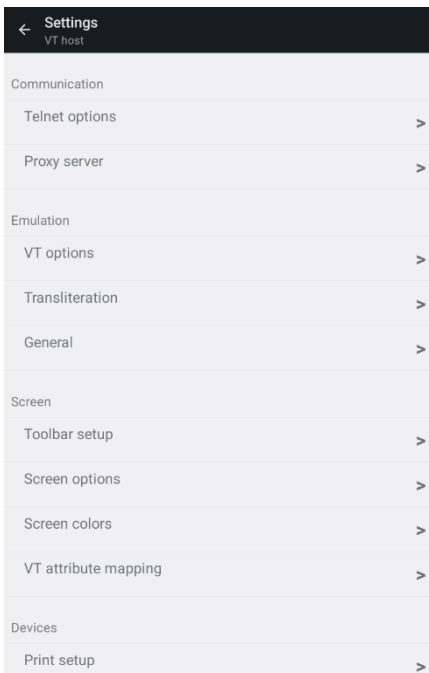 Settings
VT host
Communication
Telnet options
>
Proxy server
>
Emulation
VT options
>
Transliteration
>
General
>
Screen
Toolbar setup
>
Screen options
>
Screen colors
>
VT attribute mapping
>
Devices
Print setup
>